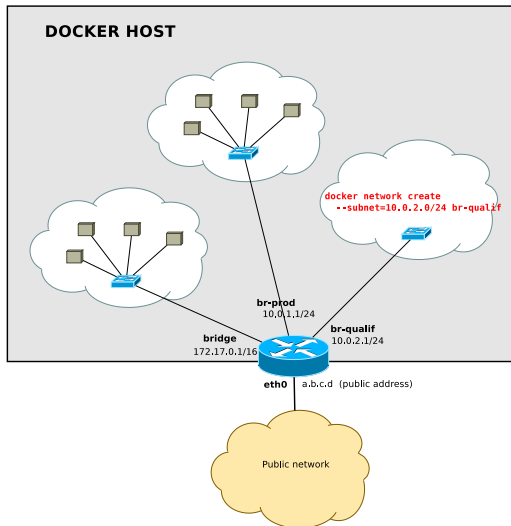 DOCKER HOST
docker network create
--subnet=10.0.2.0/24 br-qualif
br-prod
10.0.1.1/24
br-qualif
10.0.2.1/24
bridge
172.17.0.1/16
eth0 a.b.c.d (public address)
Public network